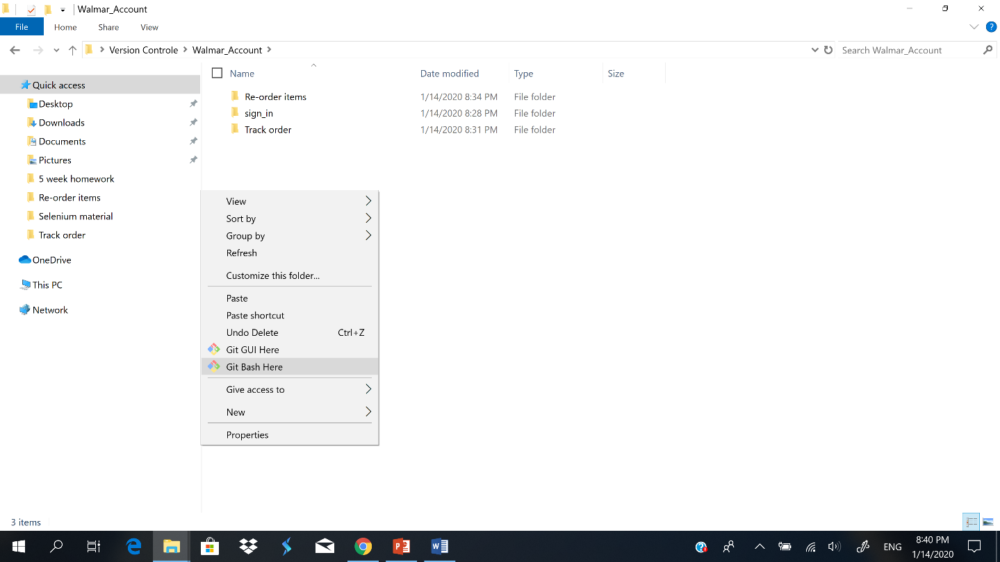 Walmar_Account
File Home Share View
Version Controle Walmar_Account
Search Walmar_Account
Name Date modified Type Size
Re-order items 1/14/2020 8:34 PM File folder
sign_in 1/14/2020 8:28 PM File folder
Track order 1/14/2020 8:31 PM File folder
Quick access
Desktop
Downloads
Documents
Pictures
5 week homework
Re-order items
Selenium material
Track order
OneDrive
This PC
Network
View
Sort by
Group by
Refresh
Customize this folder...
Paste
Paste shortcut
Undo Delete Ctrl+Z
Git GUI Here
Git Bash Here
Give access to
New
Properties
3 items
ENG
8:40 PM
1/14/2020